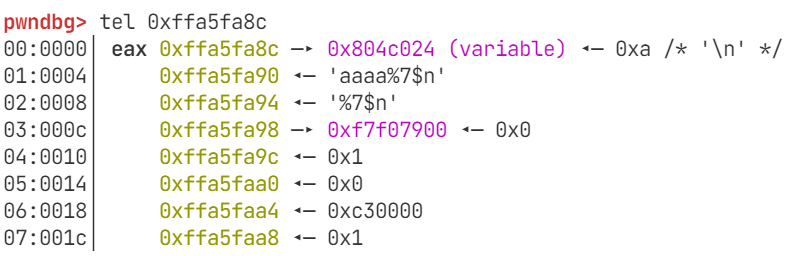 pwndbg> tel 0xffa5fa8c
00:0000│ eax 0xffa5fa8c —▸ 0x804c024 (variable) ◂— 0xa /* '\n' */
01:0004│     0xffa5fa90 ◂— 'aaaa%7$n'
02:0008│     0xffa5fa94 ◂— '%7$n'
03:000c│     0xffa5fa98 —▸ 0xf7f07900 ◂— 0x0
04:0010│     0xffa5fa9c ◂— 0x1
05:0014│     0xffa5faa0 ◂— 0x0
06:0018│     0xffa5faa4 ◂— 0xc30000
07:001c│     0xffa5faa8 ◂— 0x1